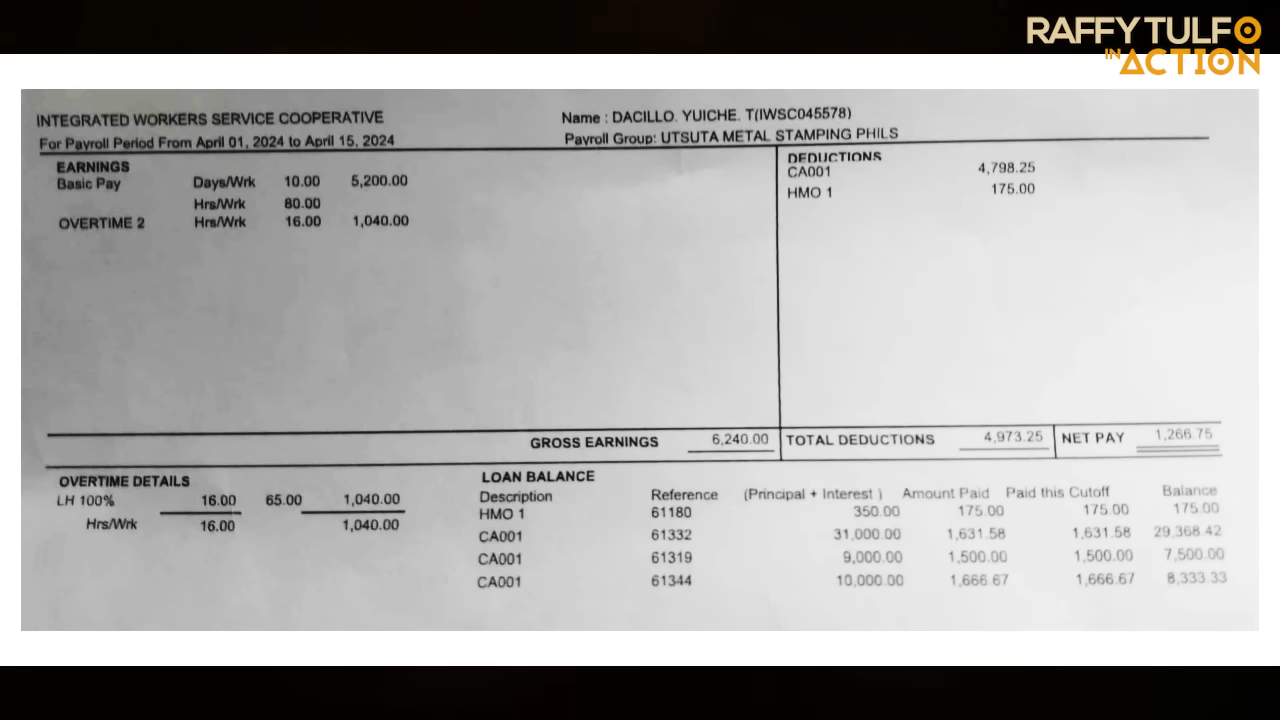 RAFFY TULFO
IN ACTION
INTEGRATED WORKERS SERVICE COOPERATIVE
Name : DACILLO. YUICHE. T(IWSC045578)
For Payroll Period From April 01, 2024 to April 15, 2024
Payroll Group: UTSUTA METAL STAMPING PHILS
EARNINGS
Basic Pay Days/Wrk 10.00 5,200.00
Hrs/Wrk 80.00
OVERTIME 2 Hrs/Wrk 16.00 1,040.00
DEDUCTIONS
CA001 4,798.25
HMO 1 175.00
GROSS EARNINGS 6,240.00 TOTAL DEDUCTIONS 4,973.25 NET PAY 1,266.75
OVERTIME DETAILS
LH 100% 16.00 65.00 1,040.00
Hrs/Wrk 16.00 1,040.00
LOAN BALANCE
Description Reference (Principal + Interest ) Amount Paid Paid this Cutoff Balance
HMO 1 61180 350.00 175.00 175.00 175.00
CA001 61332 31,000.00 1,631.58 1,631.58 29,368.42
CA001 61319 9,000.00 1,500.00 1,500.00 7,500.00
CA001 61344 10,000.00 1,666.67 1,666.67 8,333.33